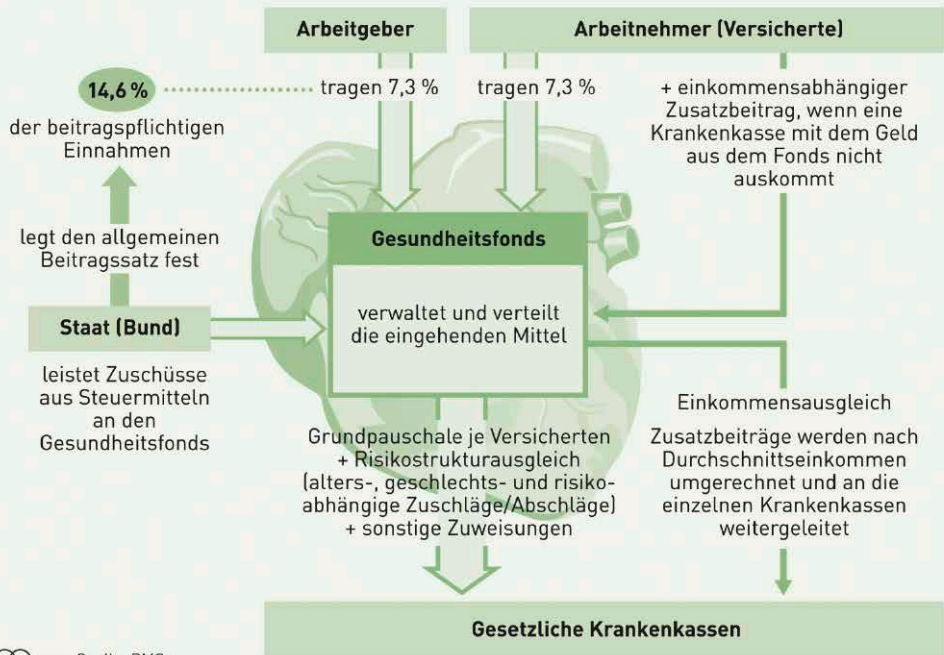 Arbeitgeber
Arbeitnehmer (Versicherte)
14,6 %
der beitragspflichtigen
Einnahmen
tragen 7,3 %
tragen 7,3 %
+ einkommensabhängiger
Zusatzbeitrag, wenn eine
Krankenkasse mit dem Geld
aus dem Fonds nicht
auskommt
legt den allgemeinen
Beitragssatz fest
Gesundheitsfonds
verwaltet und verteilt
die eingehenden Mittel
Staat (Bund)
leistet Zuschüsse
aus Steuermitteln
an den
Gesundheitsfonds
Grundpauschale je Versicherten
+ Risikostrukturausgleich
(alters-, geschlechts- und risiko-
abhängige Zuschläge/Abschläge)
+ sonstige Zuweisungen
Einkommensausgleich
Zusatzbeiträge werden nach
Durchschnittseinkommen
umgerechnet und an die
einzelnen Krankenkassen
weitergeleitet
Gesetzliche Krankenkassen